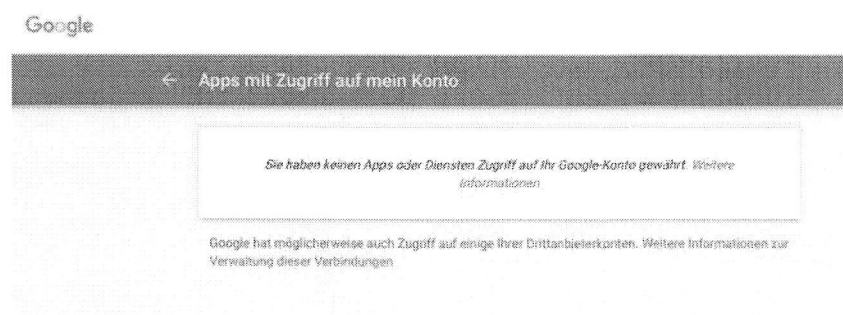 Google
← Apps mit Zugriff auf mein Konto
Sie haben keinen Apps oder Diensten Zugriff auf Ihr Google-Konto gewährt. Weitere
Informationen
Google hat möglicherweise auch Zugriff auf einige Ihrer Drittanbieterkonten. Weitere Informationen zur
Verwaltung dieser Verbindungen